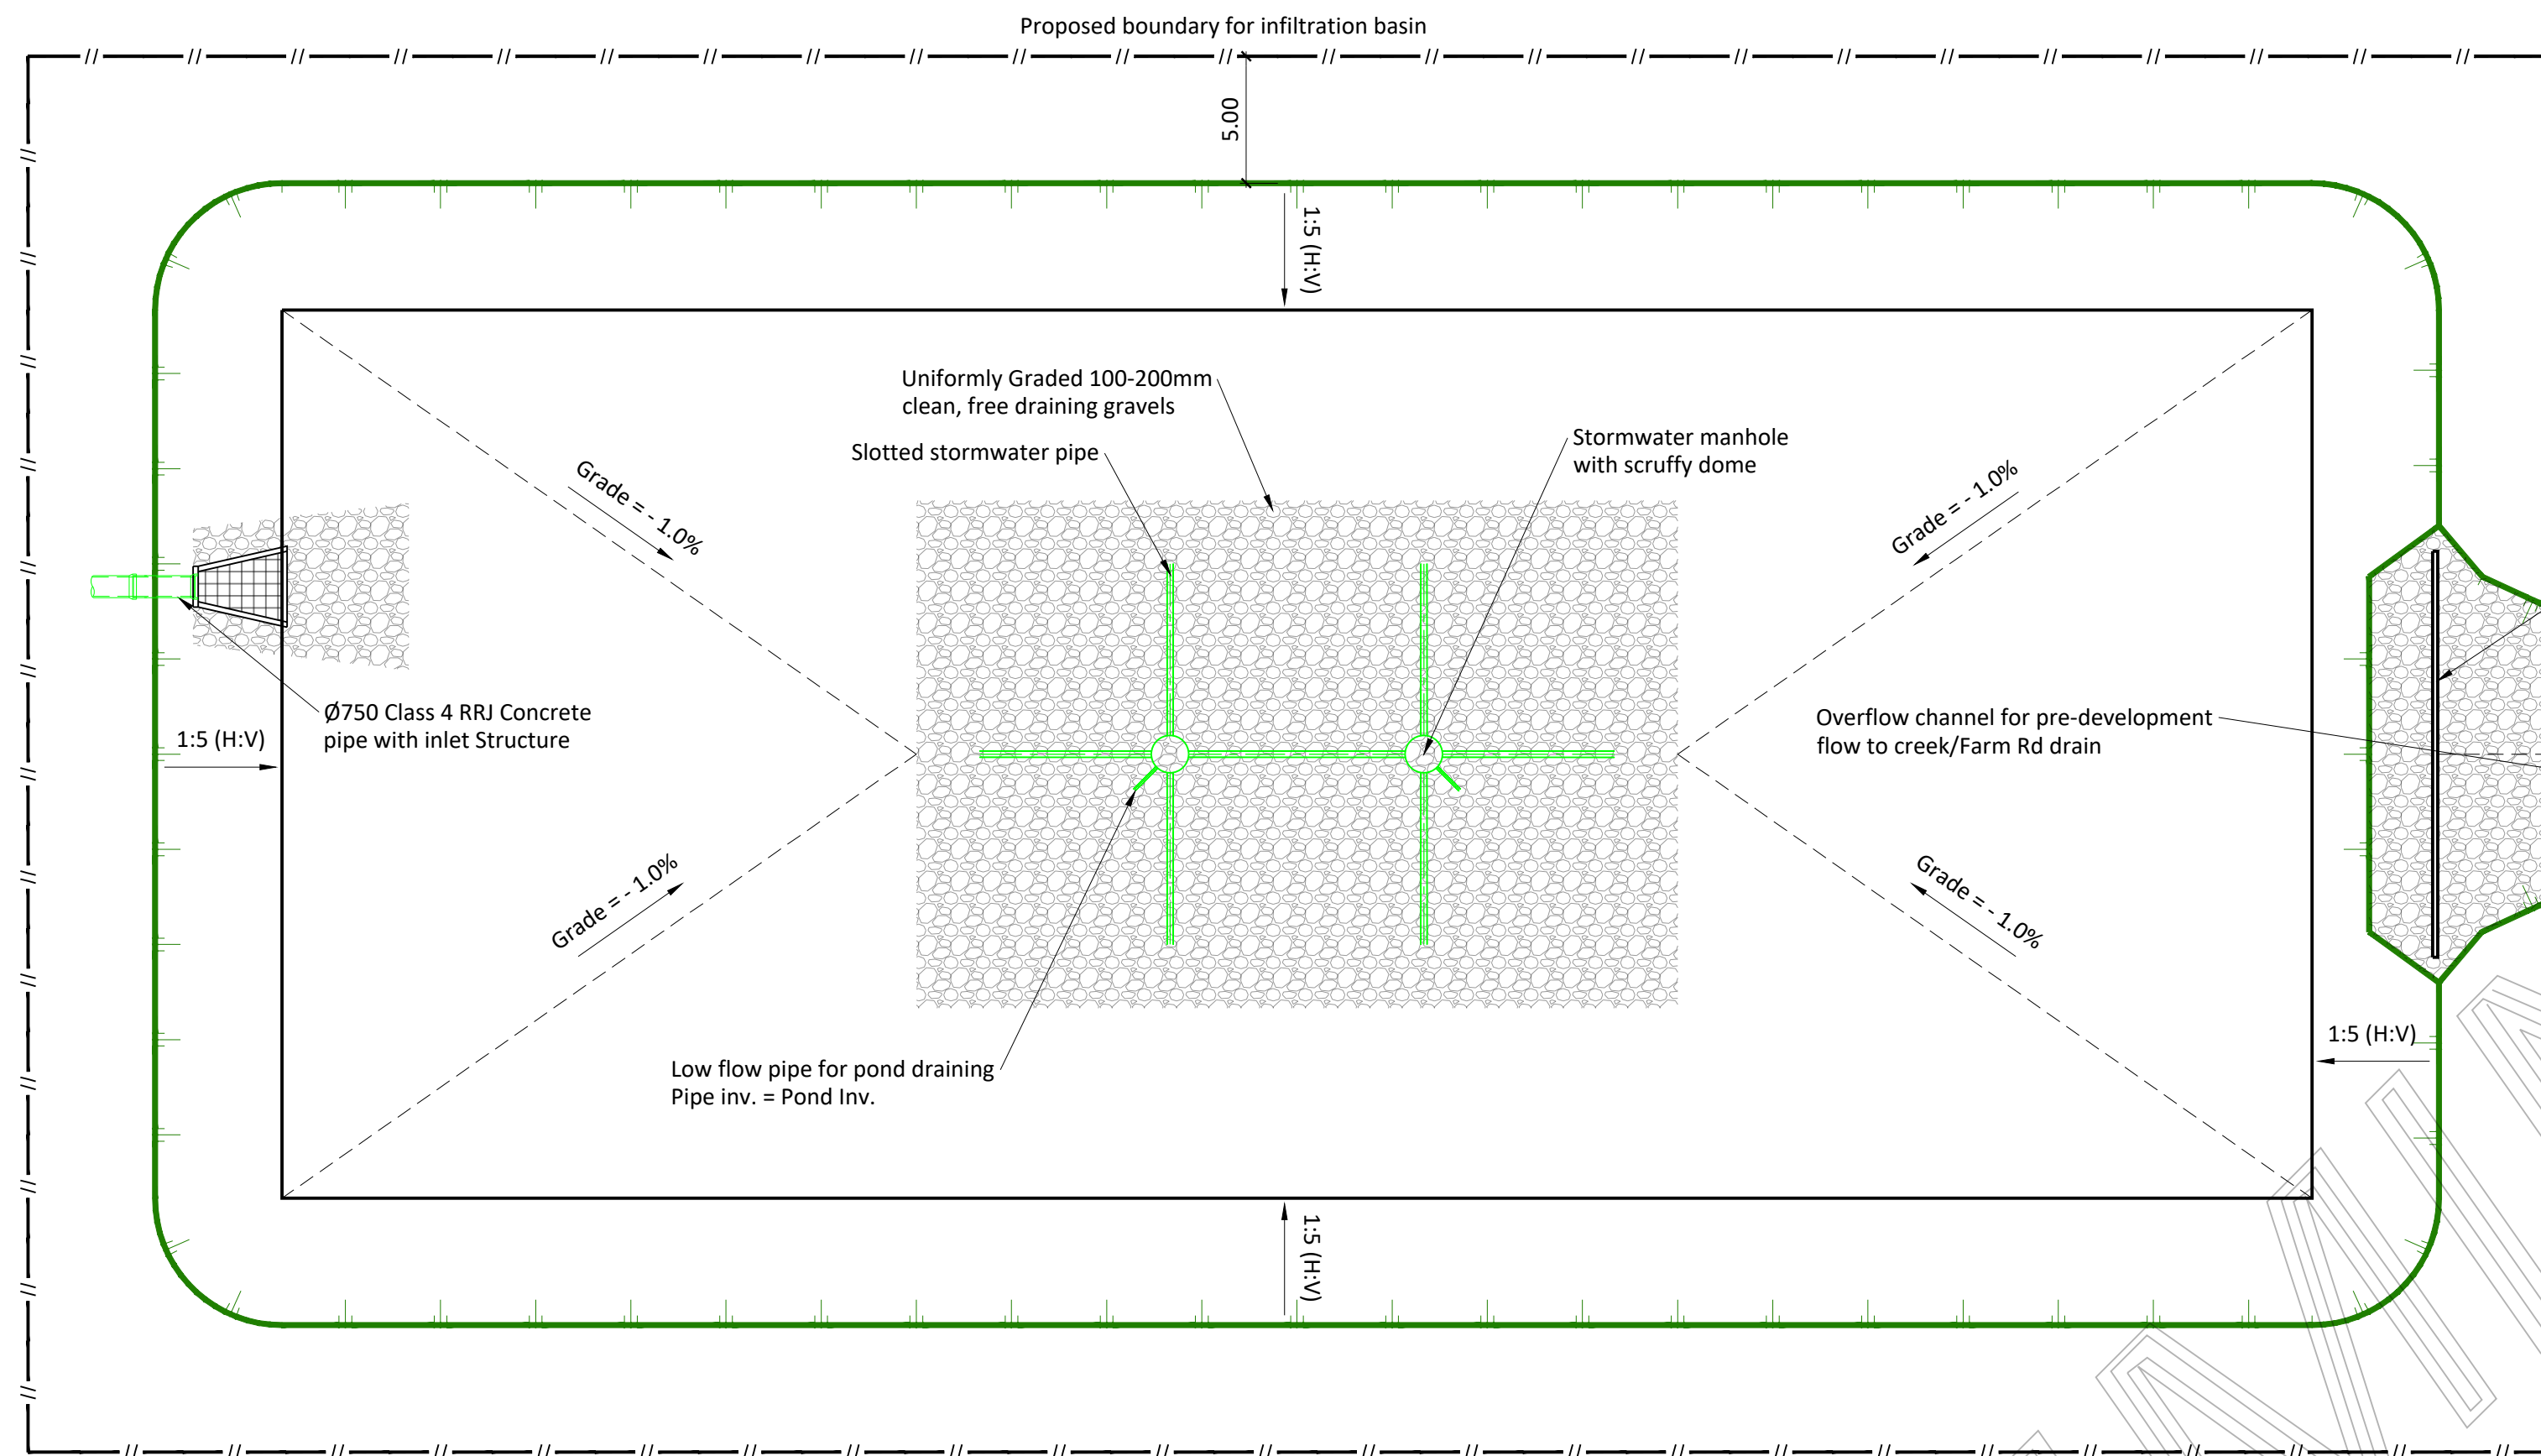 Proposed boundary for infiltration basin
5.00
1:5 (H:V)
Uniformly Graded 100-200mm
clean, free draining gravels
Slotted stormwater pipe
Stormwater manhole
with scruffy dome
Grade = - 1.0%
Grade = - 1.0%
Ø750 Class 4 RRJ Concrete
pipe with inlet Structure
1:5 (H:V)
Overflow channel for pre-development
flow to creek/Farm Rd drain
Grade = - 1.0%
Grade = - 1.0%
Low flow pipe for pond draining
Pipe inv. = Pond Inv.
1:5 (H:V)
1:5 (H:V)